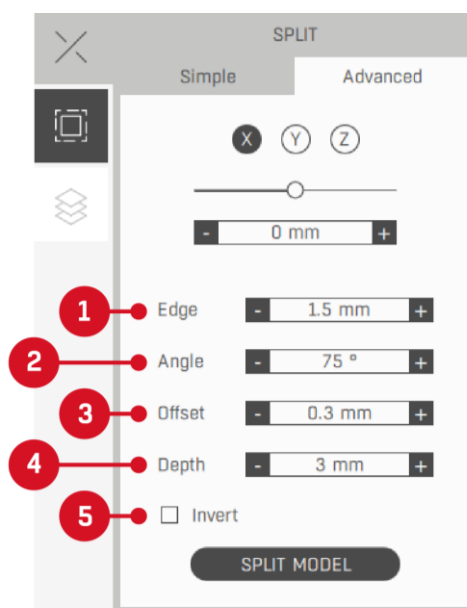 SPLIT
Simple Advanced
X Y Z
- 0 mm +
1 Edge - 1.5 mm +
2 Angle - 75 º +
3 Offset - 0.3 mm +
4 Depth - 3 mm +
5 Invert
SPLIT MODEL